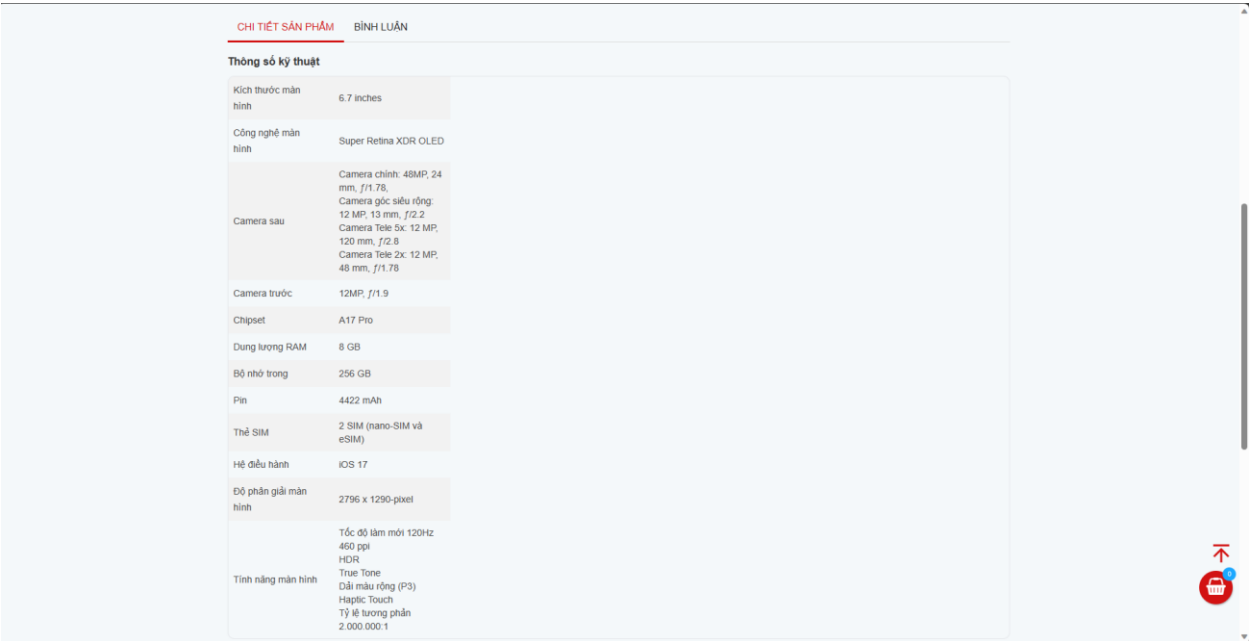 CHI TIẾT SẢN PHẨM BÌNH LUẬN
Thông số kỹ thuật
Kích thước màn
hình
6.7 inches
Công nghệ màn
hình
Super Retina XDR OLED
Camera sau
Camera chính: 48MP, 24
mm, ƒ/1.78,
Camera góc siêu rộng:
12 MP, 13 mm, ƒ/2.2
Camera Tele 5x: 12 MP,
120 mm, ƒ/2.8
Camera Tele 2x: 12 MP,
48 mm, ƒ/1.78
Camera trước 12MP, ƒ/1.9
Chipset A17 Pro
Dung lượng RAM 8 GB
Bộ nhớ trong 256 GB
Pin 4422 mAh
Thẻ SIM
2 SIM (nano-SIM và
eSIM)
Hệ điều hành iOS 17
Độ phân giải màn
hình
2796 x 1290-pixel
Tính năng màn hình
Tốc độ làm mới 120Hz
460 ppi
HDR
True Tone
Dải màu rộng (P3)
Haptic Touch
Tỷ lệ tương phản
2.000.000:1
0